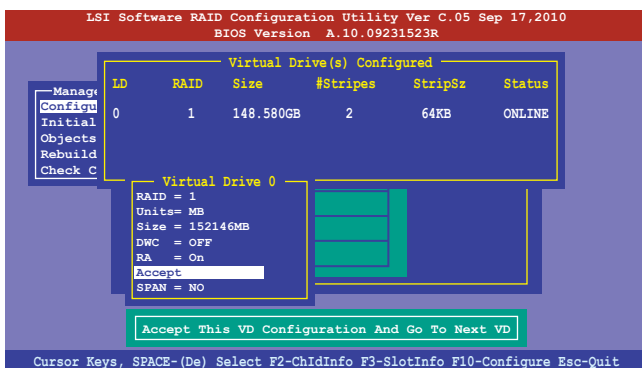 LSI Software RAID Configuration Utility Ver C.05 Sep 17,2010
BIOS Version A.10.09231523R
Virtual Drive(s) Configured
LD RAID Size #Stripes StripSz Status
0 1 148.580GB 2 64KB ONLINE
Manage
Configu
Initial
Objects
Rebuild
Check C
Virtual Drive 0
RAID = 1
Units= MB
Size = 152146MB
DWC = OFF
RA = On
Accept
SPAN = NO
Accept This VD Configuration And Go To Next VD
Cursor Keys, SPACE-(De) Select F2-ChIdInfo F3-SlotInfo F10-Configure Esc-Quit